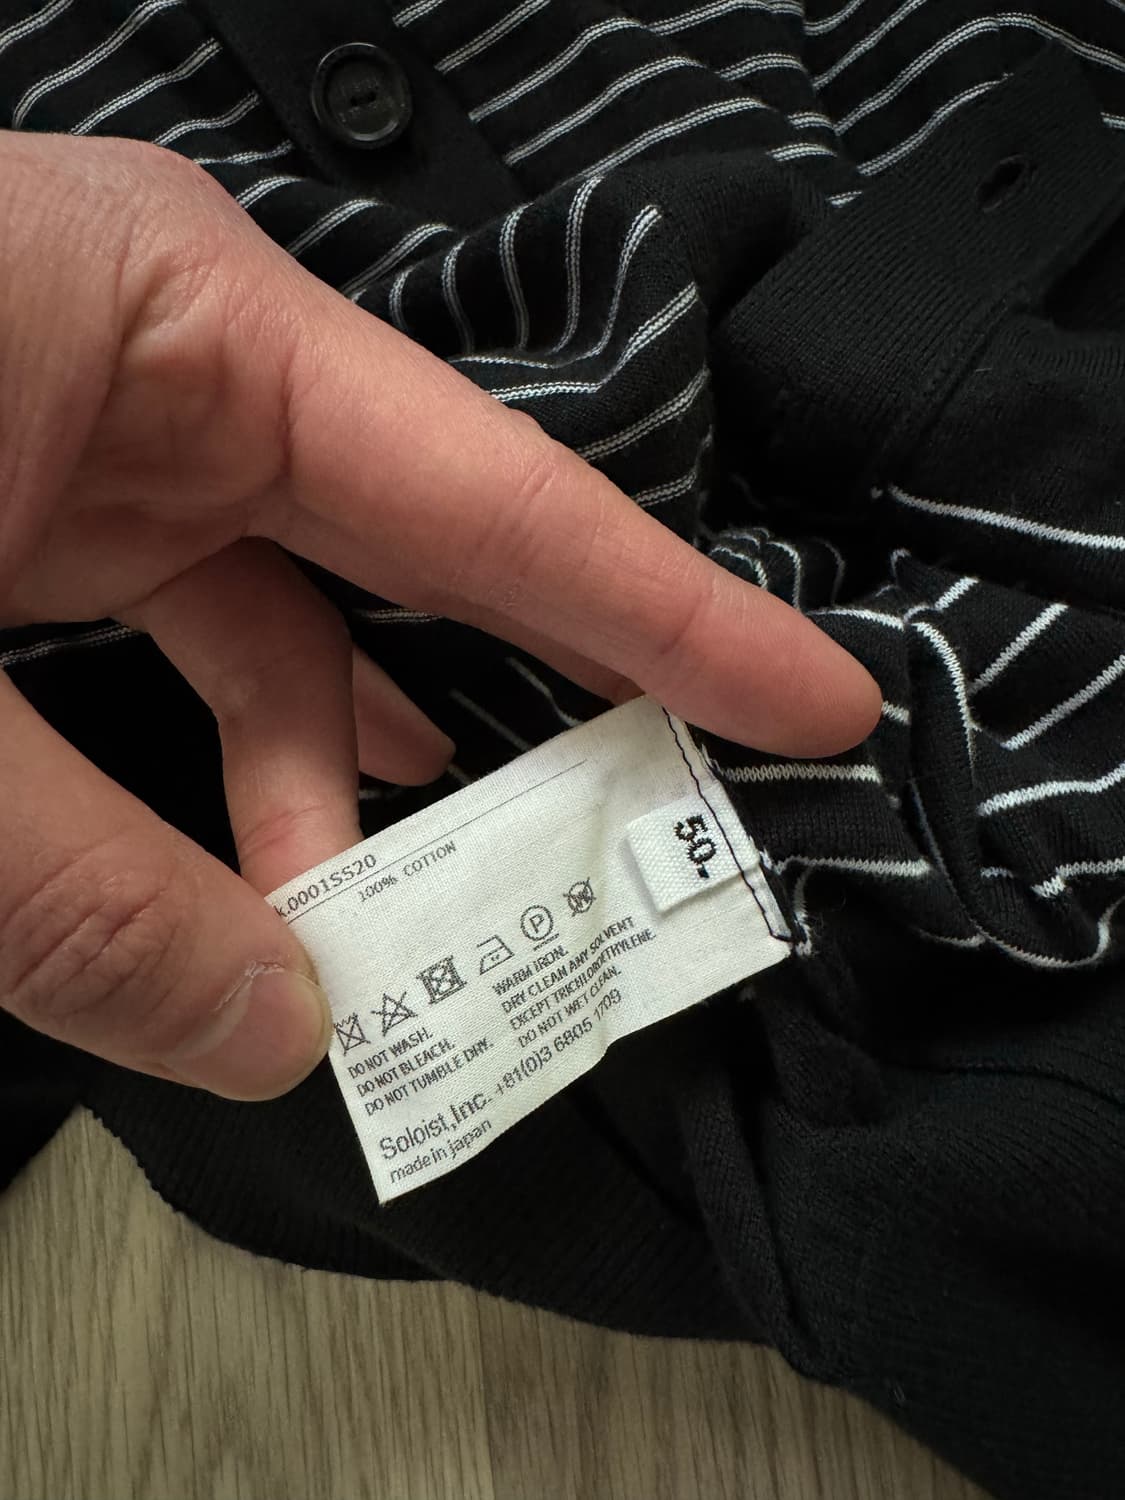 k.0001SS20
100% COTTON
50.
DO NOT WASH.
DO NOT BLEACH.
DO NOT TUMBLE DRY.
WARM IRON.
DRY CLEAN ANY SOLVENT
EXCEPT TRICHLOROETHYLENE.
DO NOT WET CLEAN.
Soloist,Inc. +81(0)3 6805 1709
made in japan